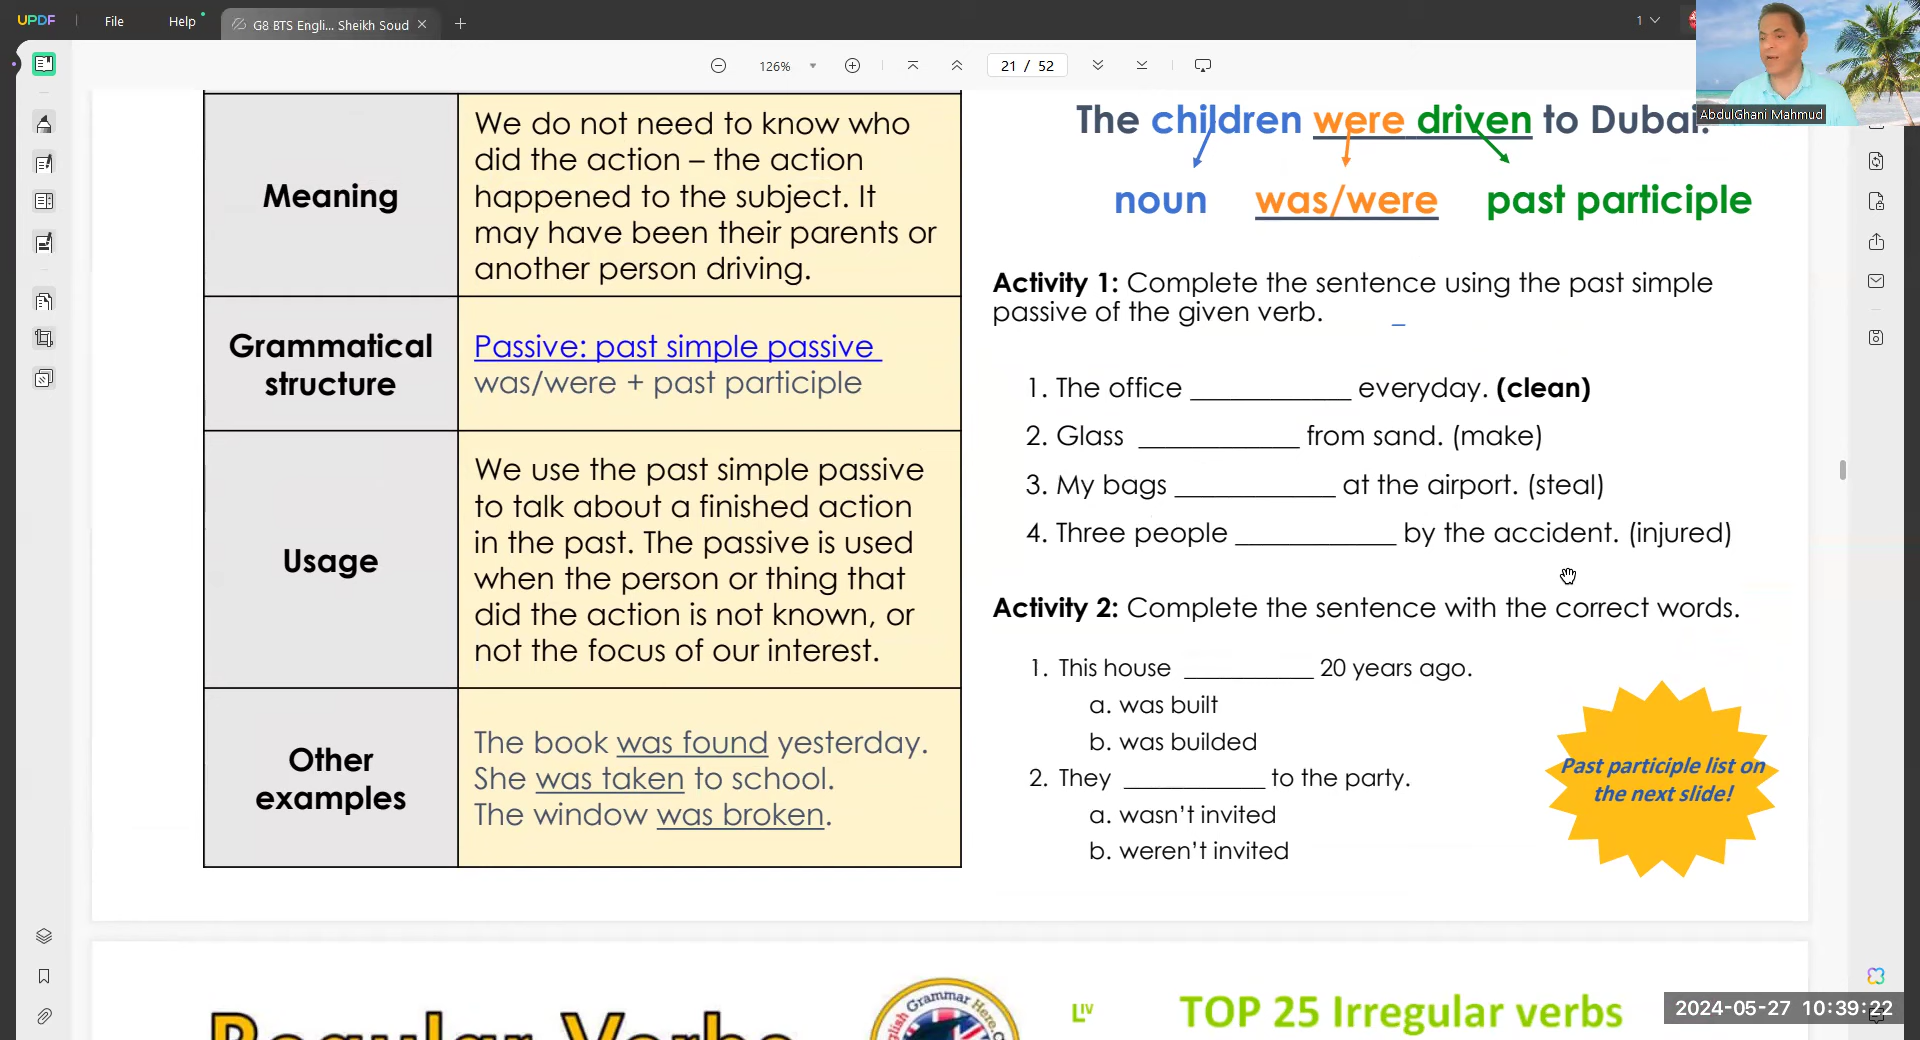 UPDF
File
Help
G8 BTS Engli... Sheikh Soud
1
126%
21 / 52
AbdulGhani Mahmud
Meaning
We do not need to know who
did the action – the action
happened to the subject. It
may have been their parents or
another person driving.
Grammatical
structure
Passive: past simple passive
was/were + past participle
Usage
We use the past simple passive
to talk about a finished action
in the past. The passive is used
when the person or thing that
did the action is not known, or
not the focus of our interest.
Other
examples
The book was found yesterday.
She was taken to school.
The window was broken.
The children were driven to Dubai.
noun was/were past participle
Activity 1: Complete the sentence using the past simple
passive of the given verb.
1. The office ___________ everyday. (clean)
2. Glass ___________ from sand. (make)
3. My bags ___________ at the airport. (steal)
4. Three people ___________ by the accident. (injured)
Activity 2: Complete the sentence with the correct words.
1. This house __________ 20 years ago.
a. was built
b. was builded
2. They ___________ to the party.
a. wasn't invited
b. weren't invited
Past participle list on
the next slide!
Regular Verbs
English Grammar Here.Com
LIV
TOP 25 Irregular verbs
2024-05-27 10:39:22